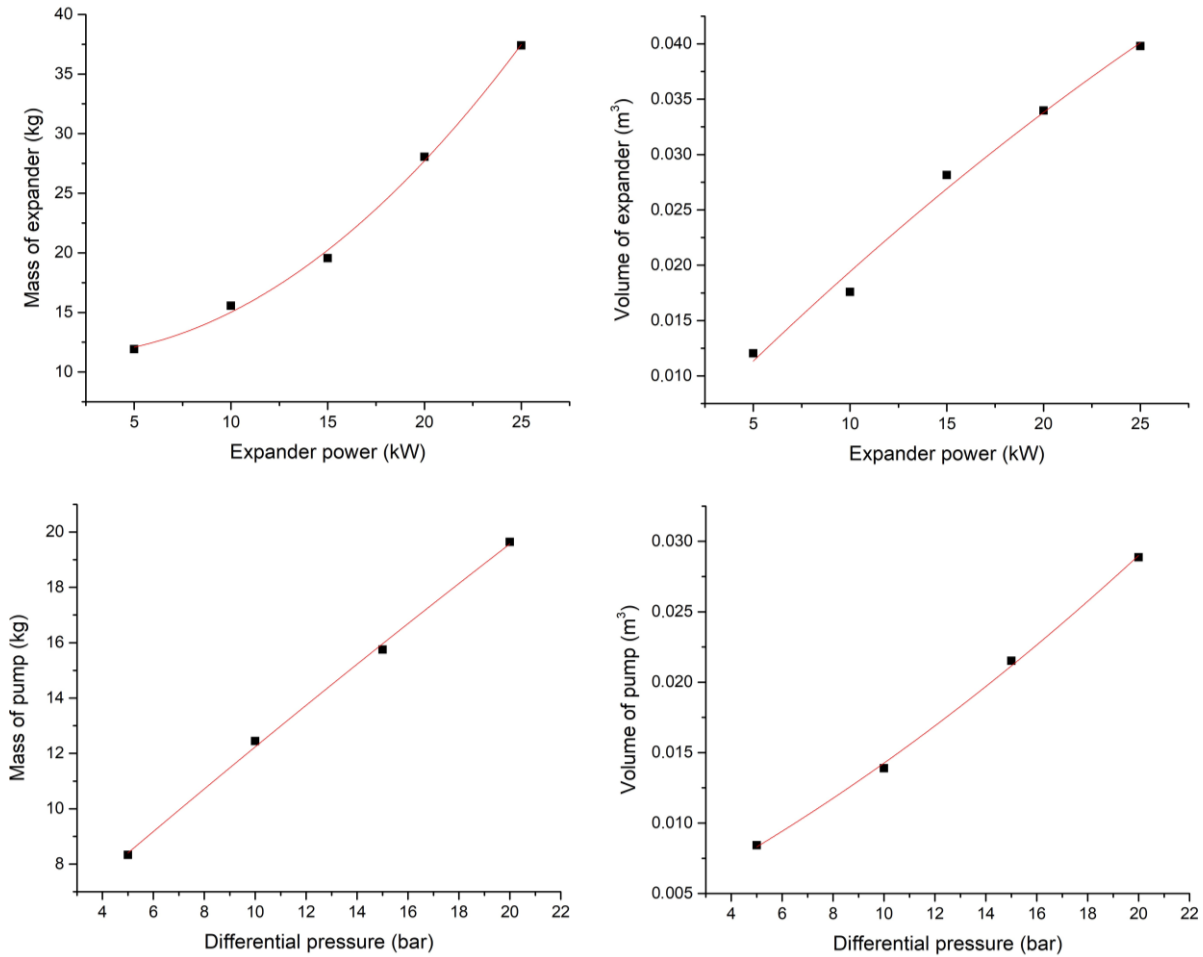 40
35
30
25
20
15
10
Mass of expander (kg)
5 10 15 20 25
Expander power (kW)
0.040
0.035
0.030
0.025
0.020
0.015
0.010
Volume of expander (m³)
5 10 15 20 25
Expander power (kW)
20
18
16
14
12
10
8
Mass of pump (kg)
4 6 8 10 12 14 16 18 20 22
Differential pressure (bar)
0.030
0.025
0.020
0.015
0.010
0.005
Volume of pump (m³)
4 6 8 10 12 14 16 18 20 22
Differential pressure (bar)